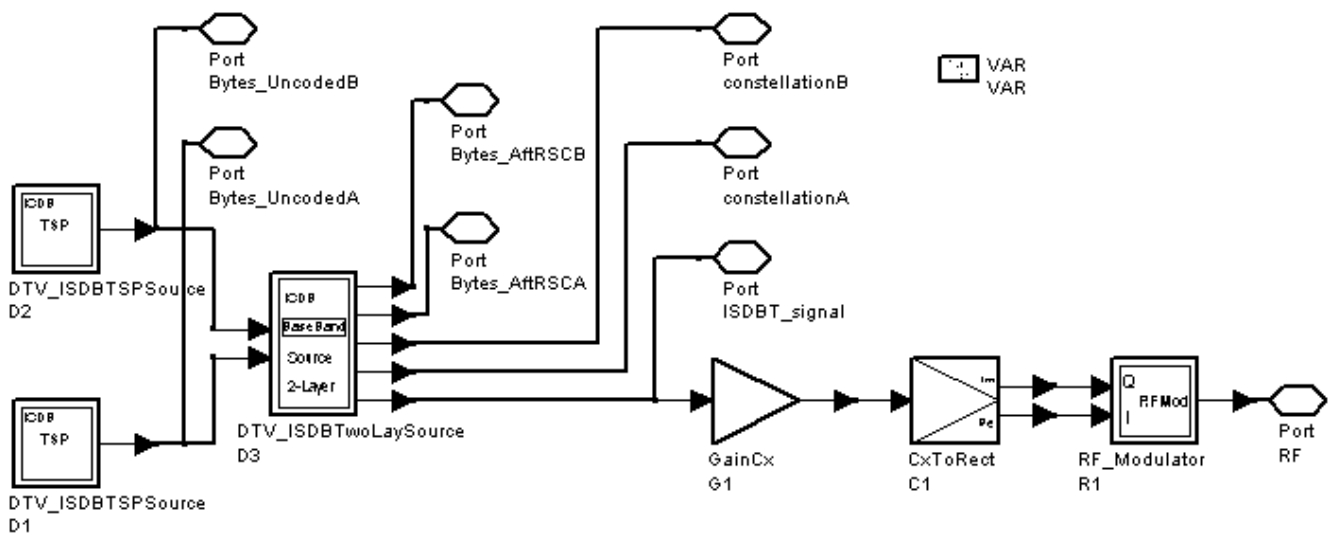 Port
Bytes_UncodedB
Port
constellationB
VAR
VAR
Port
Bytes_AftRSCB
Port
Bytes_UncodedA
Port
constellationA
ISDB
TSP
DTV_ISDBTSPSource
D2
Port
Bytes_AftRSCA
Port
ISDBT_signal
ISDB
BaseBand
Source
2-Layer
DTV_ISDBTwoLaySource
D3
ISDB
TSP
DTV_ISDBTSPSource
D1
GainCx
G1
Im
Re
CxToRect
C1
Q
RFMod
I
RF_Modulator
R1
Port
RF